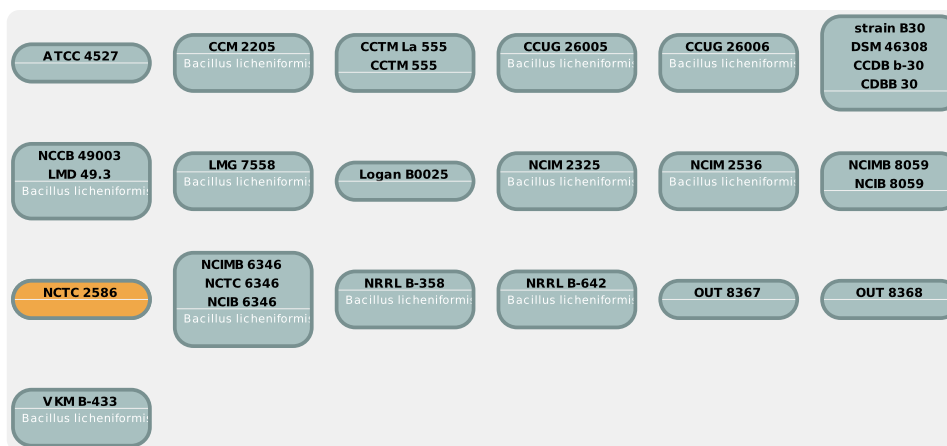 ATCC 4527
CCM 2205
Bacillus licheniformis
CCTM La 555
CCTM 555
CCUG 26005
Bacillus licheniformis
CCUG 26006
Bacillus licheniformis
strain B30
DSM 46308
CCDB b-30
CDBB 30
NCCB 49003
LMD 49.3
Bacillus licheniformis
LMG 7558
Bacillus licheniformis
Logan B0025
NCIM 2325
Bacillus licheniformis
NCIM 2536
Bacillus licheniformis
NCIMB 8059
NCIB 8059
NCTC 2586
NCIMB 6346
NCTC 6346
NCIB 6346
Bacillus licheniformis
NRRL B-358
Bacillus licheniformis
NRRL B-642
Bacillus licheniformis
OUT 8367
OUT 8368
VKM B-433
Bacillus licheniformis